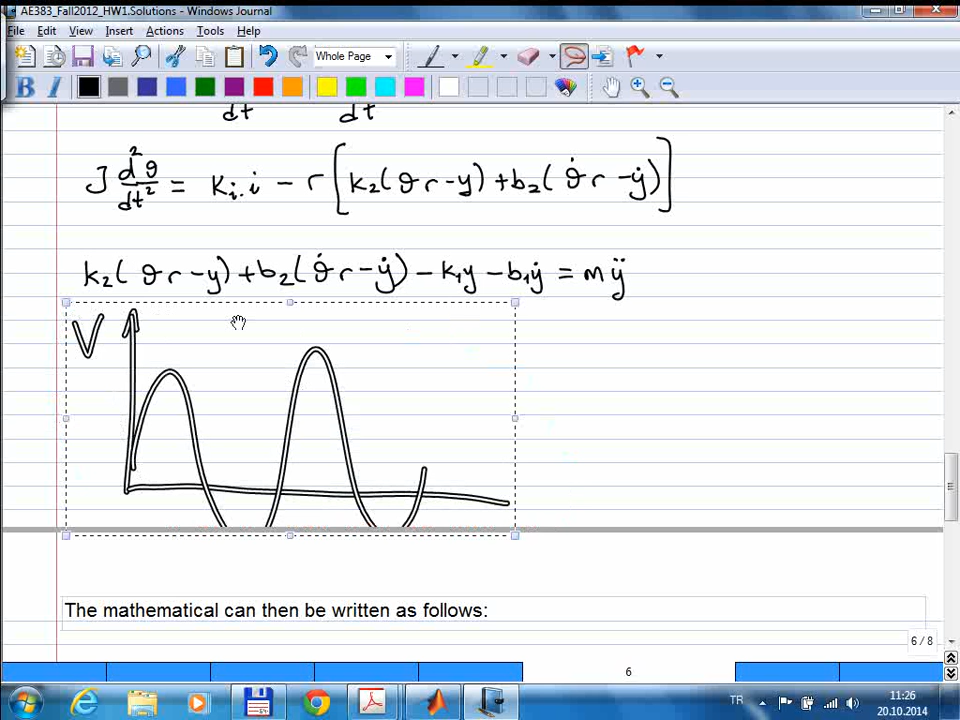 AE383_Fall2012_HW1.Solutions - Windows Journal
File Edit View Insert Actions Tools Help
Whole Page
B I
dt dt
J d²θ/dt² = Ki.i - r[k₂(θr-y)+b₂(θ̇r-ẏ)]
k₂(θr-y)+b₂(θ̇r-ẏ)-k₁y-b₁ẏ=mÿ
V
The mathematical can then be written as follows:
6 / 8
6
TR
11:26
20.10.2014